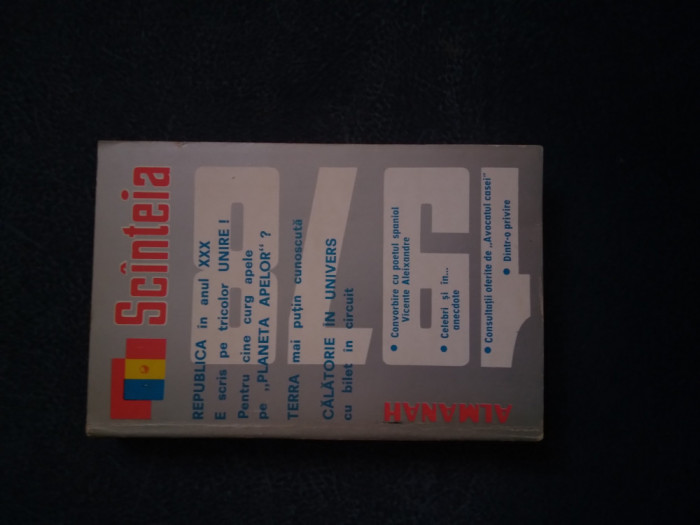 Scînteia
1978
REPUBLICA în anul XXX
E scris pe tricolor UNIRE !
Pentru cine curg apele
pe „PLANETA APELOR" ?
TERRA mai puțin cunoscută
CĂLĂTORIE ÎN UNIVERS
cu bilet în circuit
• Convorbire cu poetul spaniol
Vicente Aleixandre
• Celebri și în...
anecdote
• Consultații oferite de „Avocatul casei"
• Dintr-o privire
ALMANAH